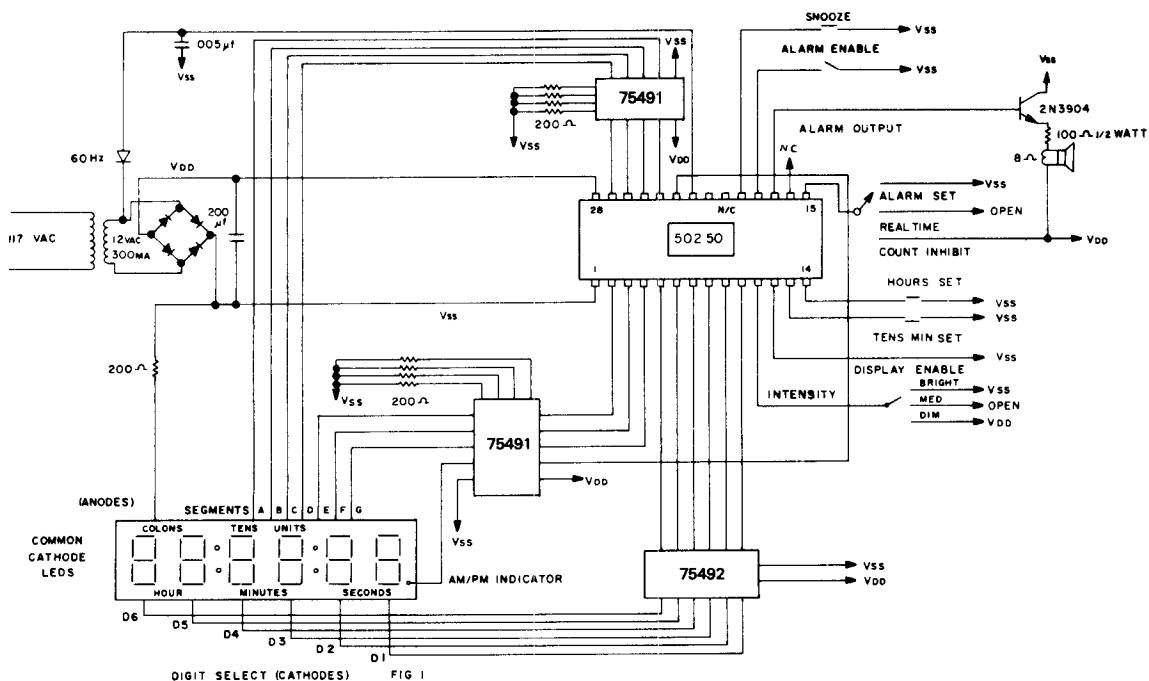 SNOOZE
Vss
ALARM ENABLE
Vss
.005µf
Vss
Vss
75491
200Ω
Vss
VDD
Vss
2N3904
100Ω 1/2 WATT
8Ω
ALARM OUTPUT
NC
60 Hz
VDD
28
N/C
15
50250
1
14
Vss
ALARM SET
OPEN
REAL TIME
VDD
COUNT INHIBIT
117 VAC
12VAC
300MA
200
µf
Vss
HOURS SET
Vss
Vss
TENS MIN SET
Vss
DISPLAY ENABLE
INTENSITY
BRIGHT
Vss
MED
OPEN
DIM
VDD
200Ω
Vss
200Ω
75491
VDD
Vss
(ANODES)
SEGMENTS A B C D E F G
COMMON
CATHODE
LEDS
COLONS TENS UNITS
AM/PM INDICATOR
HOUR MINUTES SECONDS
75492
Vss
VDD
D6
D5
D4
D3
D2
D1
DIGIT SELECT (CATHODES) FIG 1